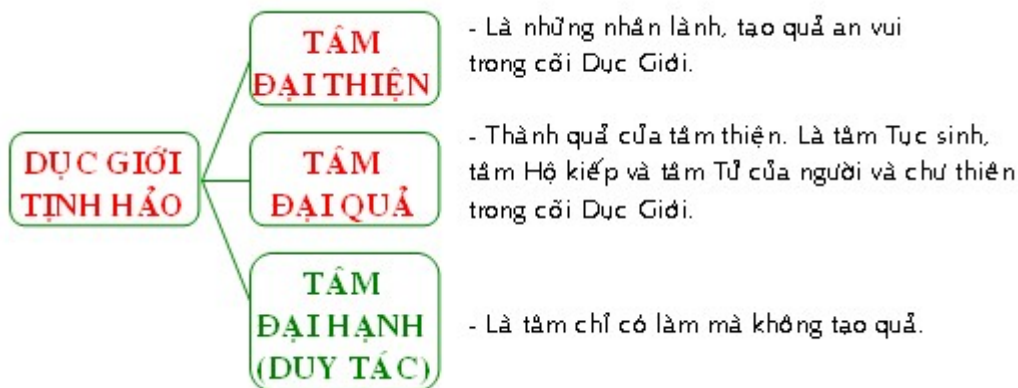 DỤC GIỚI
TỊNH HẢO
TÂM
ĐẠI THIỆN
- Là những nhân lành, tạo quả an vui
trong cõi Dục Giới.
TÂM
ĐẠI QUẢ
- Thành quả của tâm thiện. Là tâm Tục sinh,
tâm Hộ kiếp và tâm Tử của người và chư thiên
trong cõi Dục Giới.
TÂM
ĐẠI HẠNH
(DUY TÁC)
- Là tâm chỉ có làm mà không tạo quả.